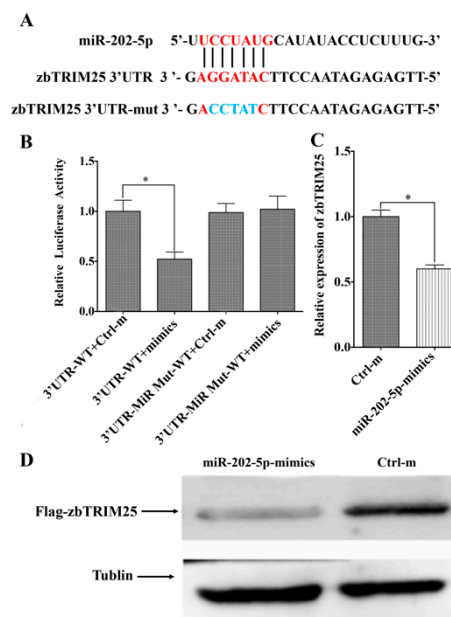 A
miR-202-5p 5'-UUCCUAUGCAUAUACCUCUUUG-3'
zbTRIM25 3'UTR 3 '- GAGGATACTTCCAATAGAGAGTT-5'
zbTRIM25 3'UTR-mut 3 '- GACCTATCTTCCAATAGAGAGTT-5'
B
Relative Luciferase Activity
1.5
1.0
0.5
0.0
*
3'UTR-WT+Ctrl-m
3'UTR-WT+mimics
3'UTR-MiR Mut-WT+Ctrl-m
3'UTR-MiR Mut-WT+mimics
C
Relative expression of zbTRIM25
1.5
1.0
0.5
0.0
*
Ctrl-m
miR-202-5p-mimics
D
miR-202-5p-mimics Ctrl-m
Flag-zbTRIM25
Tublin